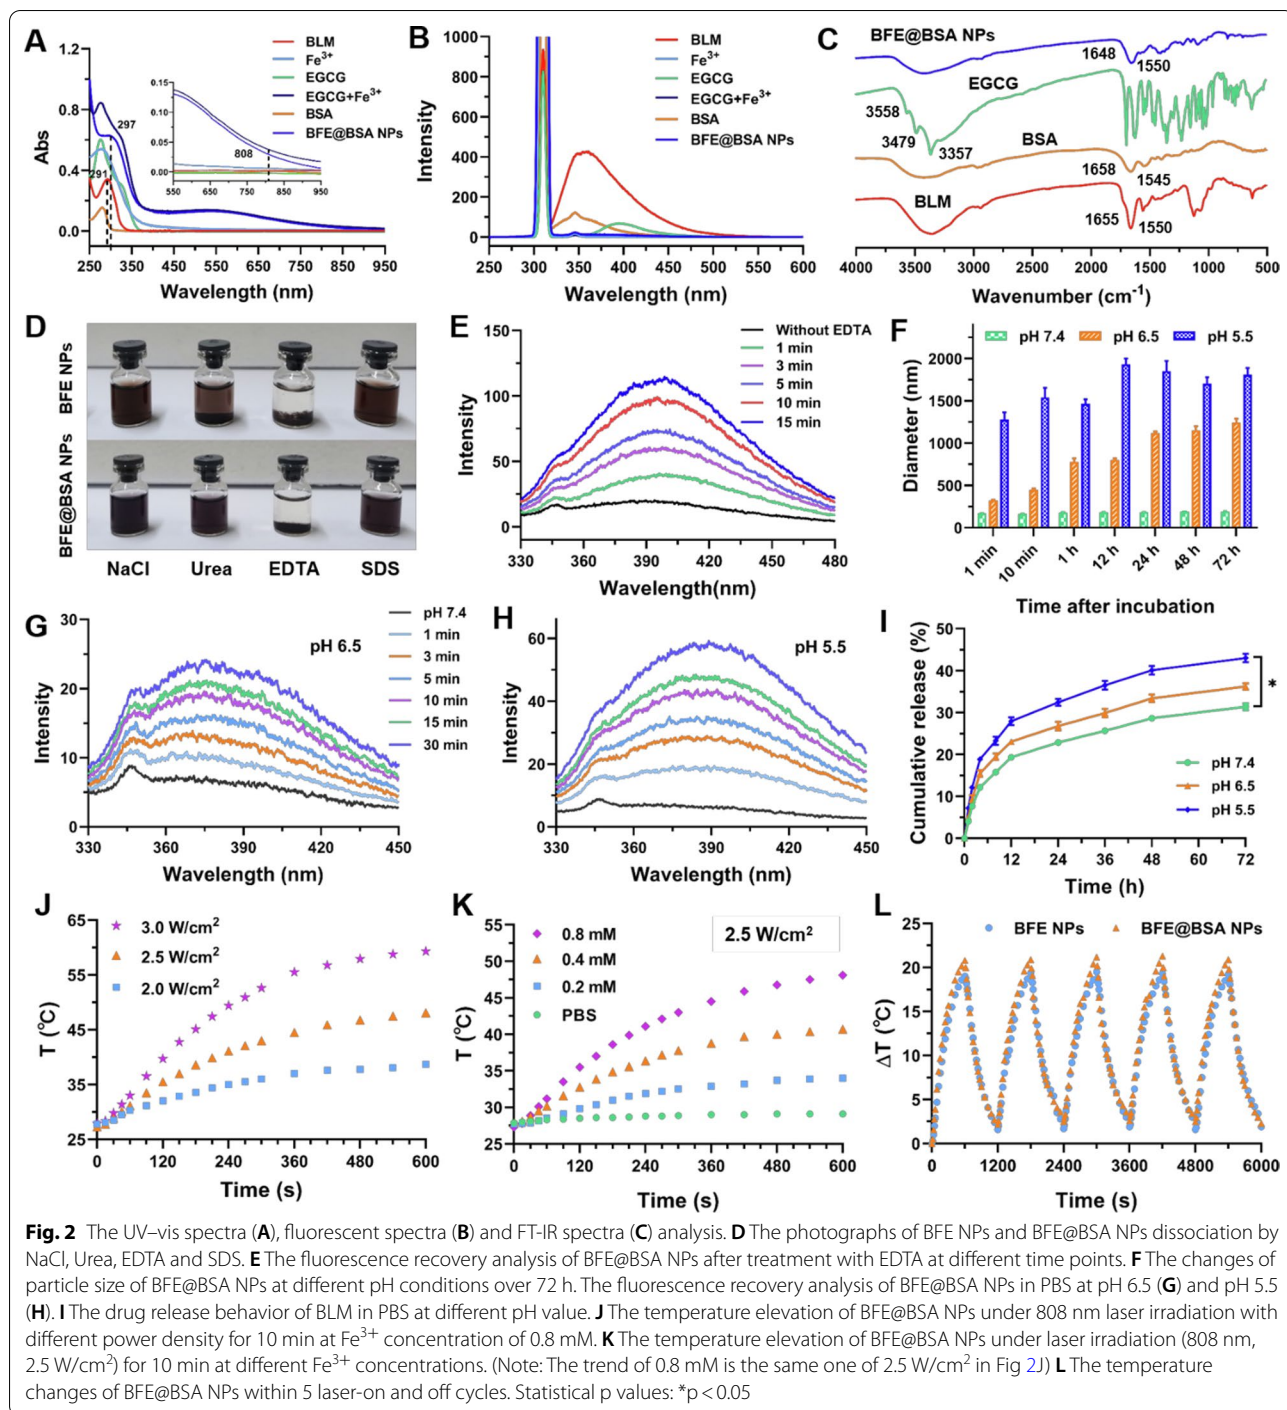 A
1.2
0.8
0.4
0.0
Abs
BLM
Fe³⁺
EGCG
EGCG+Fe³⁺
BSA
BFE@BSA NPs
297
291
0.15
0.10
0.05
0.00
808
550 650 750 850 950
250 350 450 550 650 750 850 950
Wavelength (nm)
B
1000
800
600
400
200
0
Intensity
BLM
Fe³⁺
EGCG
EGCG+Fe³⁺
BSA
BFE@BSA NPs
250 300 350 400 450 500 550 600
Wavelength (nm)
C
BFE@BSA NPs
1648
1550
EGCG
3558
3479
3357
BSA
1658
1545
BLM
1655
1550
4000 3500 3000 2500 2000 1500 1000 500
Wavenumber (cm⁻¹)
D
BFE NPs
BFE@BSA NPs
NaCl Urea EDTA SDS
E
150
100
50
0
Intensity
Without EDTA
1 min
3 min
5 min
10 min
15 min
330 360 390 420 450 480
Wavelength(nm)
F
pH 7.4 pH 6.5 pH 5.5
2000
1500
1000
500
0
Diameter (nm)
1 min 10 min 1 h 12 h 24 h 48 h 72 h
Time after incubation
G
30
20
10
0
Intensity
pH 6.5
pH 7.4
1 min
3 min
5 min
10 min
15 min
30 min
330 360 390 420 450
Wavelength (nm)
H
60
40
20
0
Intensity
pH 5.5
330 360 390 420 450
Wavelength (nm)
I
50
40
30
20
10
0
Cumulative release (%)
*
pH 7.4
pH 6.5
pH 5.5
0 12 24 36 48 60 72
Time (h)
J
65
55
45
35
25
T (°C)
3.0 W/cm²
2.5 W/cm²
2.0 W/cm²
0 120 240 360 480 600
Time (s)
K
55
50
45
40
35
30
25
T (°C)
0.8 mM
0.4 mM
0.2 mM
PBS
2.5 W/cm²
0 120 240 360 480 600
Time (s)
L
BFE NPs BFE@BSA NPs
25
20
15
10
5
0
ΔT (°C)
0 1200 2400 3600 4800 6000
Time (s)
Fig. 2 The UV–vis spectra (A), fluorescent spectra (B) and FT-IR spectra (C) analysis. D The photographs of BFE NPs and BFE@BSA NPs dissociation by
NaCl, Urea, EDTA and SDS. E The fluorescence recovery analysis of BFE@BSA NPs after treatment with EDTA at different time points. F The changes of
particle size of BFE@BSA NPs at different pH conditions over 72 h. The fluorescence recovery analysis of BFE@BSA NPs in PBS at pH 6.5 (G) and pH 5.5
(H). I The drug release behavior of BLM in PBS at different pH value. J The temperature elevation of BFE@BSA NPs under 808 nm laser irradiation with
different power density for 10 min at Fe³⁺ concentration of 0.8 mM. K The temperature elevation of BFE@BSA NPs under laser irradiation (808 nm,
2.5 W/cm²) for 10 min at different Fe³⁺ concentrations. (Note: The trend of 0.8 mM is the same one of 2.5 W/cm² in Fig 2J) L The temperature
changes of BFE@BSA NPs within 5 laser-on and off cycles. Statistical p values: *p < 0.05